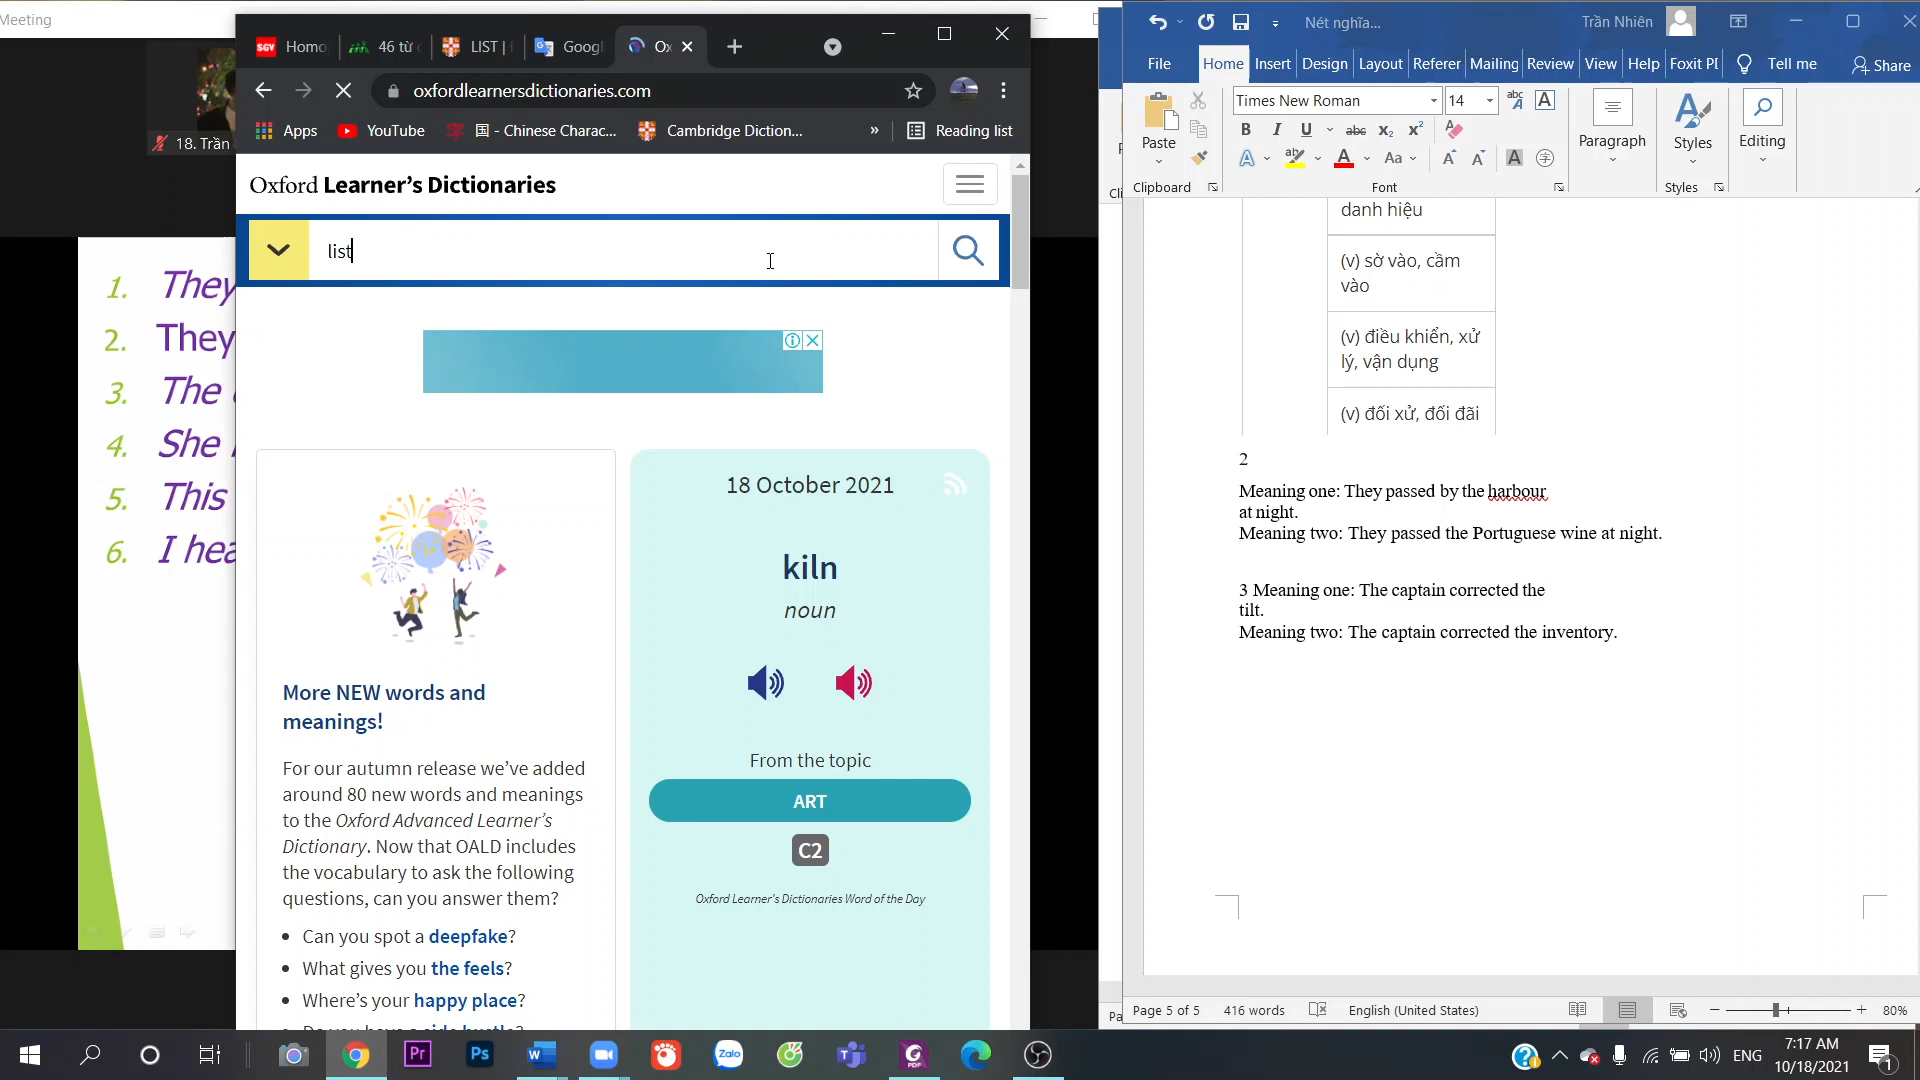 Meeting
18. Trần
1. They
2. They
3. The
4. She
5. This
6. I hea
SGV Homo
46 từ
LIST |
Googl
Ox
oxfordlearnersdictionaries.com
Apps
YouTube
国 - Chinese Charac...
Cambridge Diction...
»
Reading list
Oxford Learner's Dictionaries
list
More NEW words and
meanings!
For our autumn release we've added
around 80 new words and meanings
to the Oxford Advanced Learner's
Dictionary. Now that OALD includes
the vocabulary to ask the following
questions, can you answer them?
• Can you spot a deepfake?
• What gives you the feels?
• Where's your happy place?
18 October 2021
kiln
noun
From the topic
ART
C2
Oxford Learner's Dictionaries Word of the Day
Nét nghĩa...
Trần Nhiên
File Home Insert Design Layout Referer Mailing Review View Help Foxit PI Tell me Share
Paste
Clipboard
Times New Roman 14
Font
Paragraph
Styles
Styles
Editing
danh hiệu
(v) sờ vào, cầm
vào
(v) điều khiển, xử
lý, vận dụng
(v) đối xử, đối đãi
2
Meaning one: They passed by the harbour
at night.
Meaning two: They passed the Portuguese wine at night.
3 Meaning one: The captain corrected the
tilt.
Meaning two: The captain corrected the inventory.
Page 5 of 5 416 words English (United States) 80%
Pr Ps Zalo
ENG
7:17 AM
10/18/2021
1